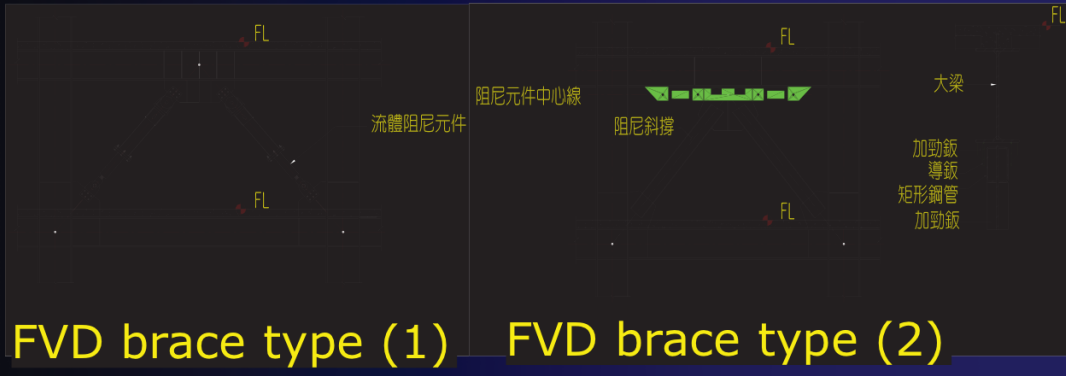 FL
流體阻尼元件
FL
FVD brace type (1)
FL
FL
阻尼元件中心線
阻尼斜撐
大梁
加勁鈑
導鈑
矩形鋼管
加勁鈑
FL
FVD brace type (2)